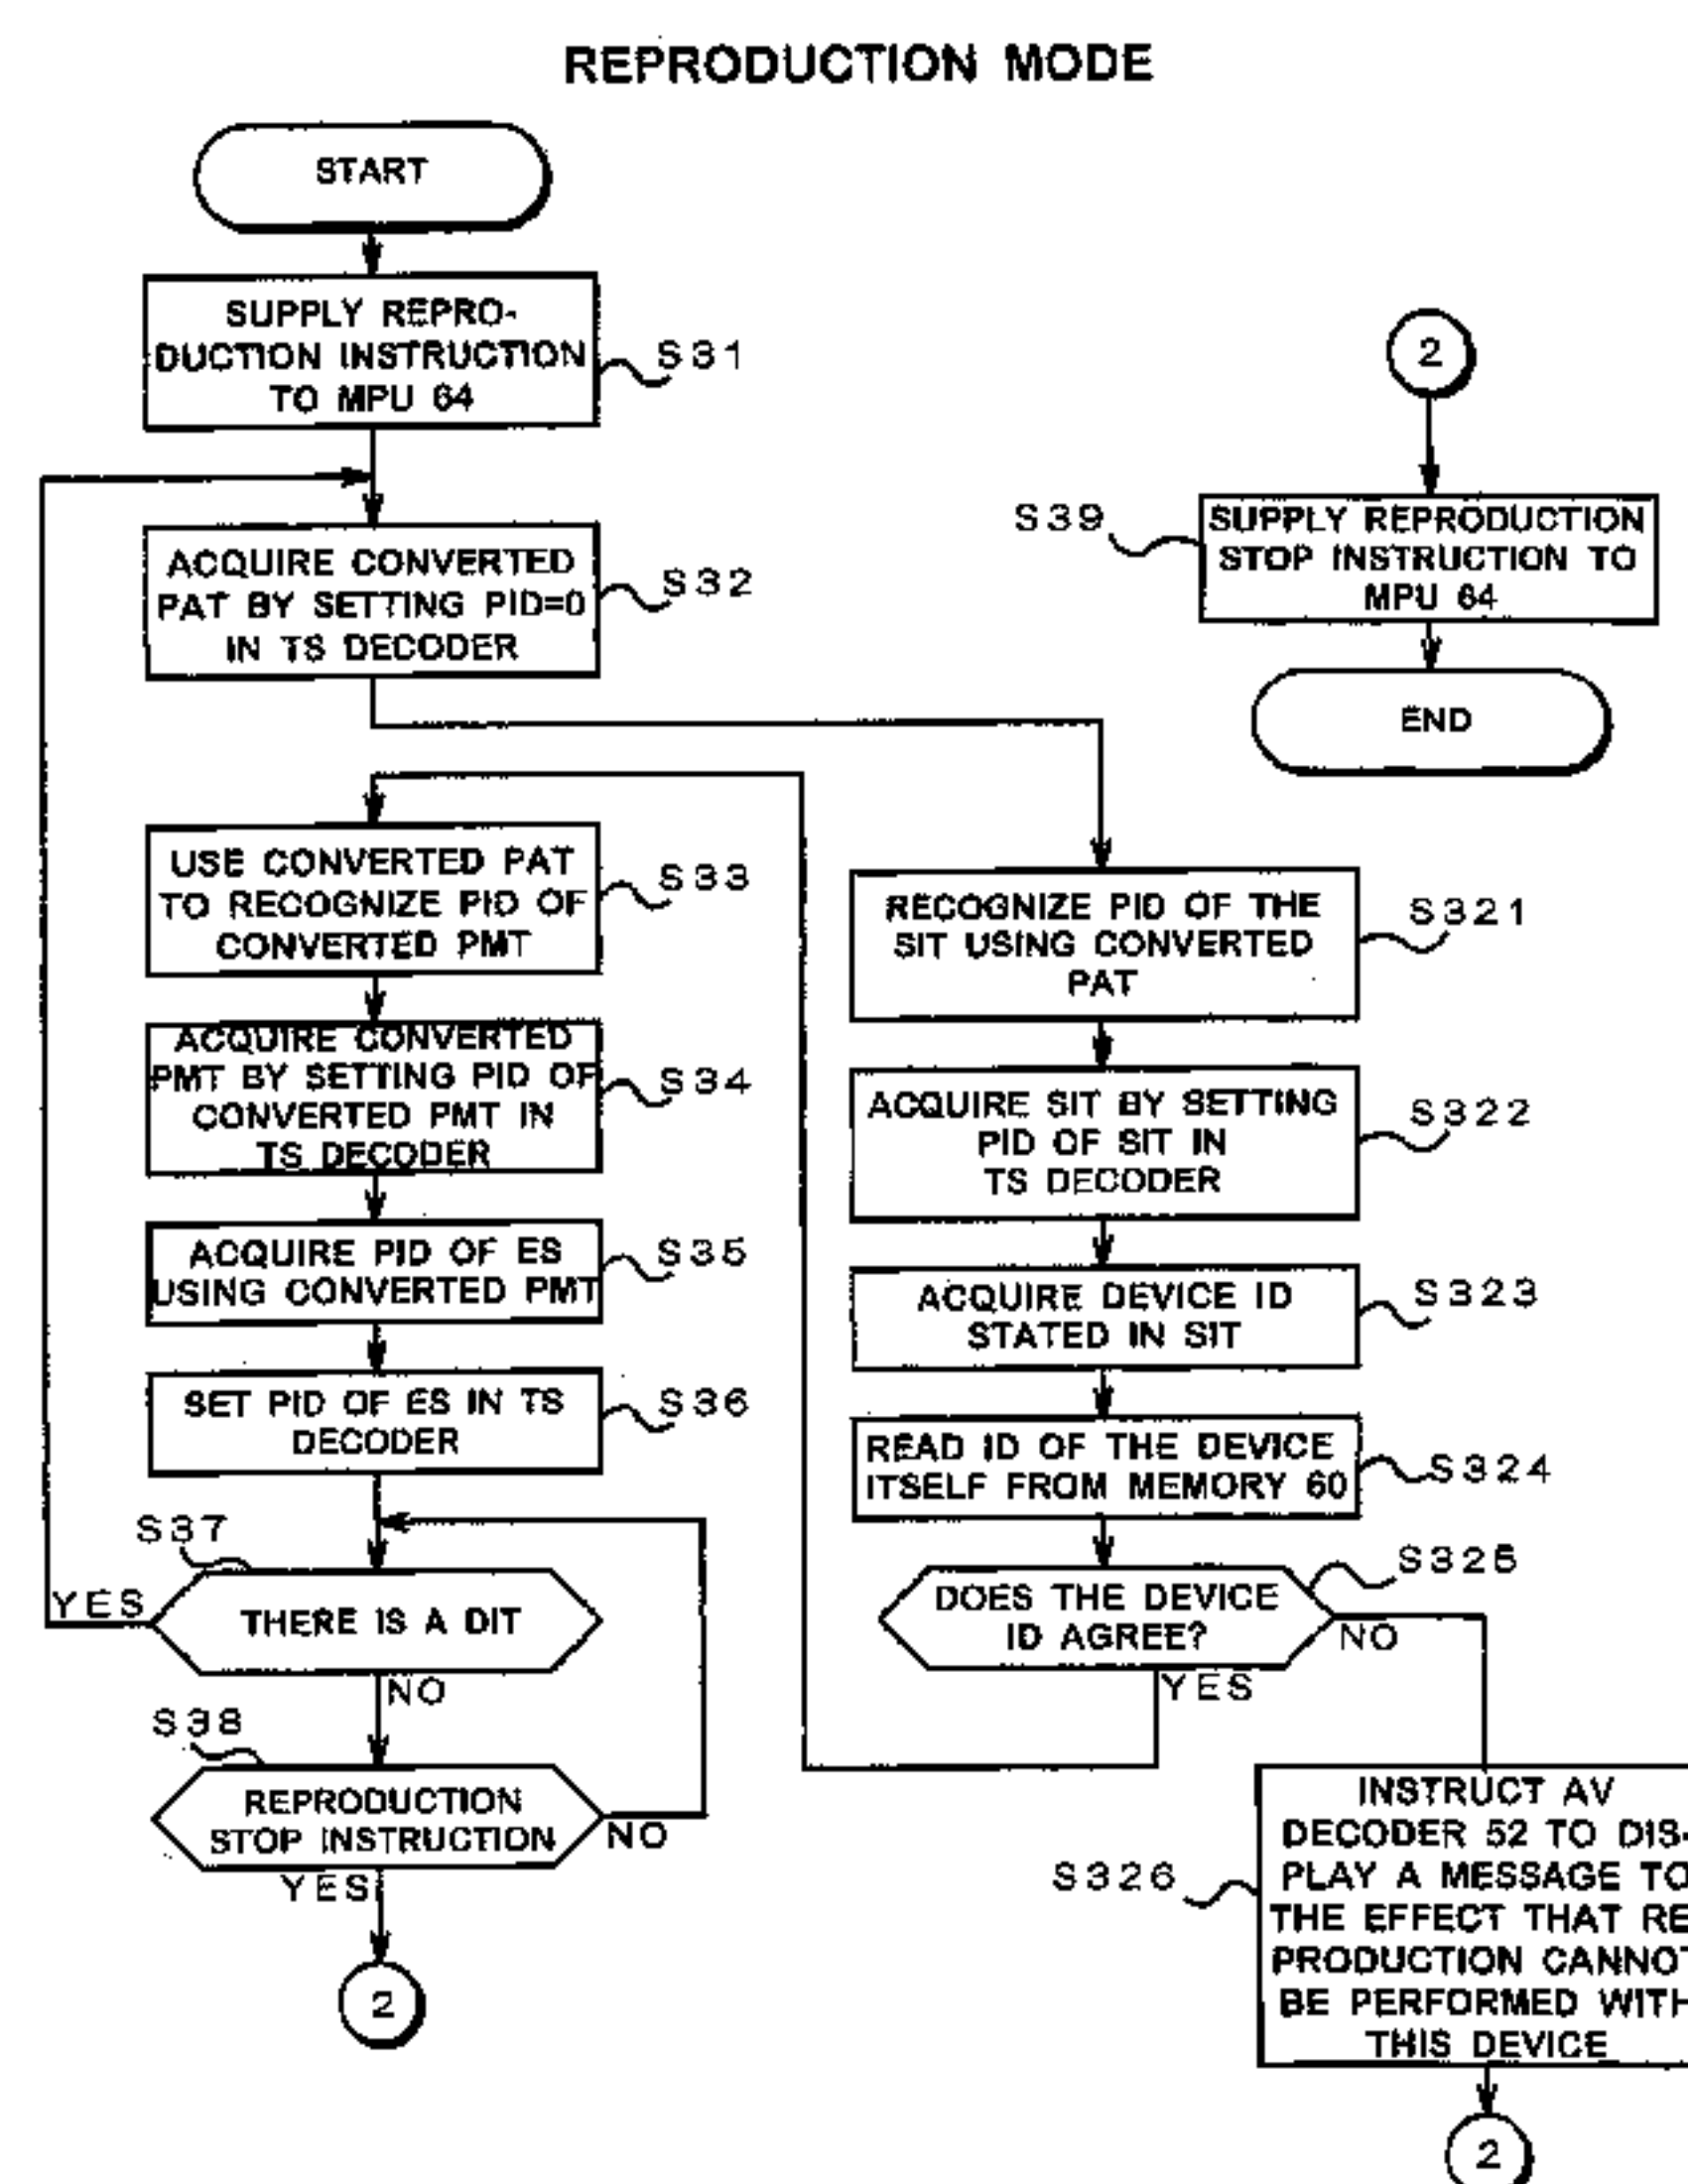 REPRODUCTION MODE
START
SUPPLY REPRO-
DUCTION INSTRUCTION
TO MPU 64
S31
ACQUIRE CONVERTED
PAT BY SETTING PID=0
IN TS DECODER
S32
USE CONVERTED PAT
TO RECOGNIZE PID OF
CONVERTED PMT
S33
ACQUIRE CONVERTED
PMT BY SETTING PID OF
CONVERTED PMT IN
TS DECODER
S34
ACQUIRE PID OF ES
USING CONVERTED PMT
S35
SET PID OF ES IN TS
DECODER
S36
S37
YES
THERE IS A DIT
NO
S38
REPRODUCTION
STOP INSTRUCTION
NO
YES
2
2
S39
SUPPLY REPRODUCTION
STOP INSTRUCTION TO
MPU 64
END
RECOGNIZE PID OF THE
SIT USING CONVERTED
PAT
S321
ACQUIRE SIT BY SETTING
PID OF SIT IN
TS DECODER
S322
ACQUIRE DEVICE ID
STATED IN SIT
S323
READ ID OF THE DEVICE
ITSELF FROM MEMORY 60
S324
DOES THE DEVICE
ID AGREE?
S325
NO
YES
INSTRUCT AV
DECODER 52 TO DIS-
PLAY A MESSAGE TO
THE EFFECT THAT RE
PRODUCTION CANNOT
BE PERFORMED WITH
THIS DEVICE
S326
2